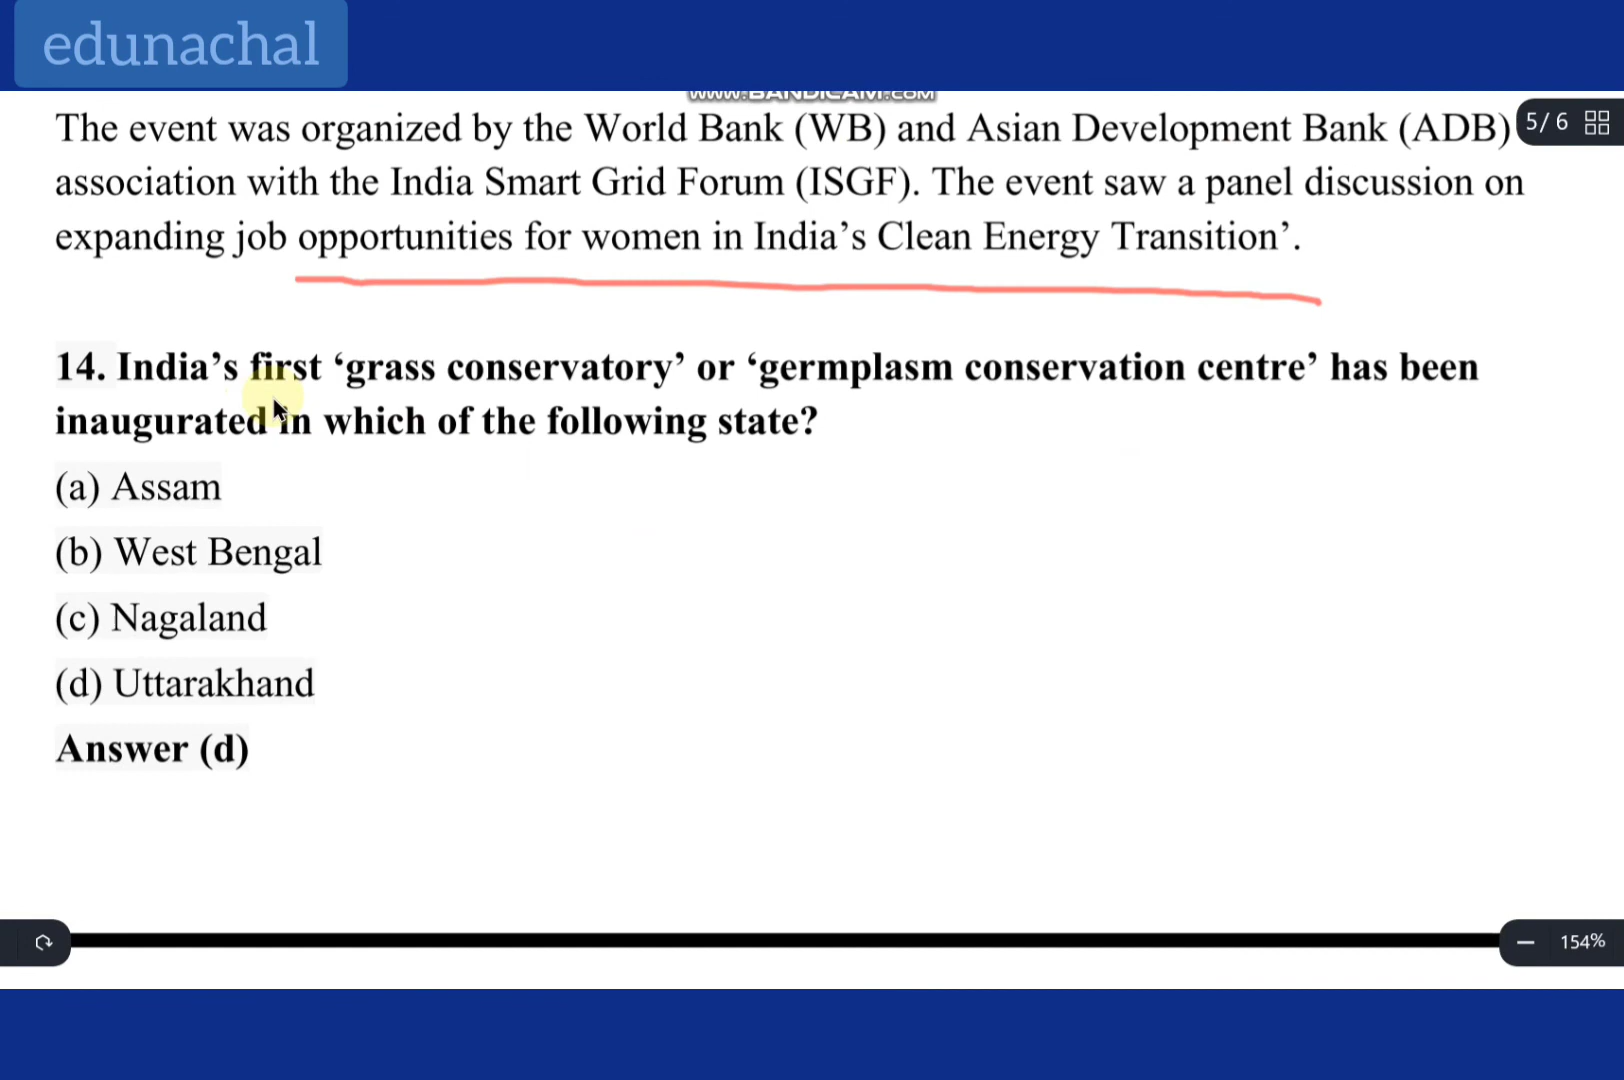 edunachal
www.BANDICAM.COM
The event was organized by the World Bank (WB) and Asian Development Bank (ADB)
5/6
association with the India Smart Grid Forum (ISGF). The event saw a panel discussion on
expanding job opportunities for women in India’s Clean Energy Transition’.
14. India’s first ‘grass conservatory’ or ‘germplasm conservation centre’ has been
inaugurated in which of the following state?
(a) Assam
(b) West Bengal
(c) Nagaland
(d) Uttarakhand
Answer (d)
154%